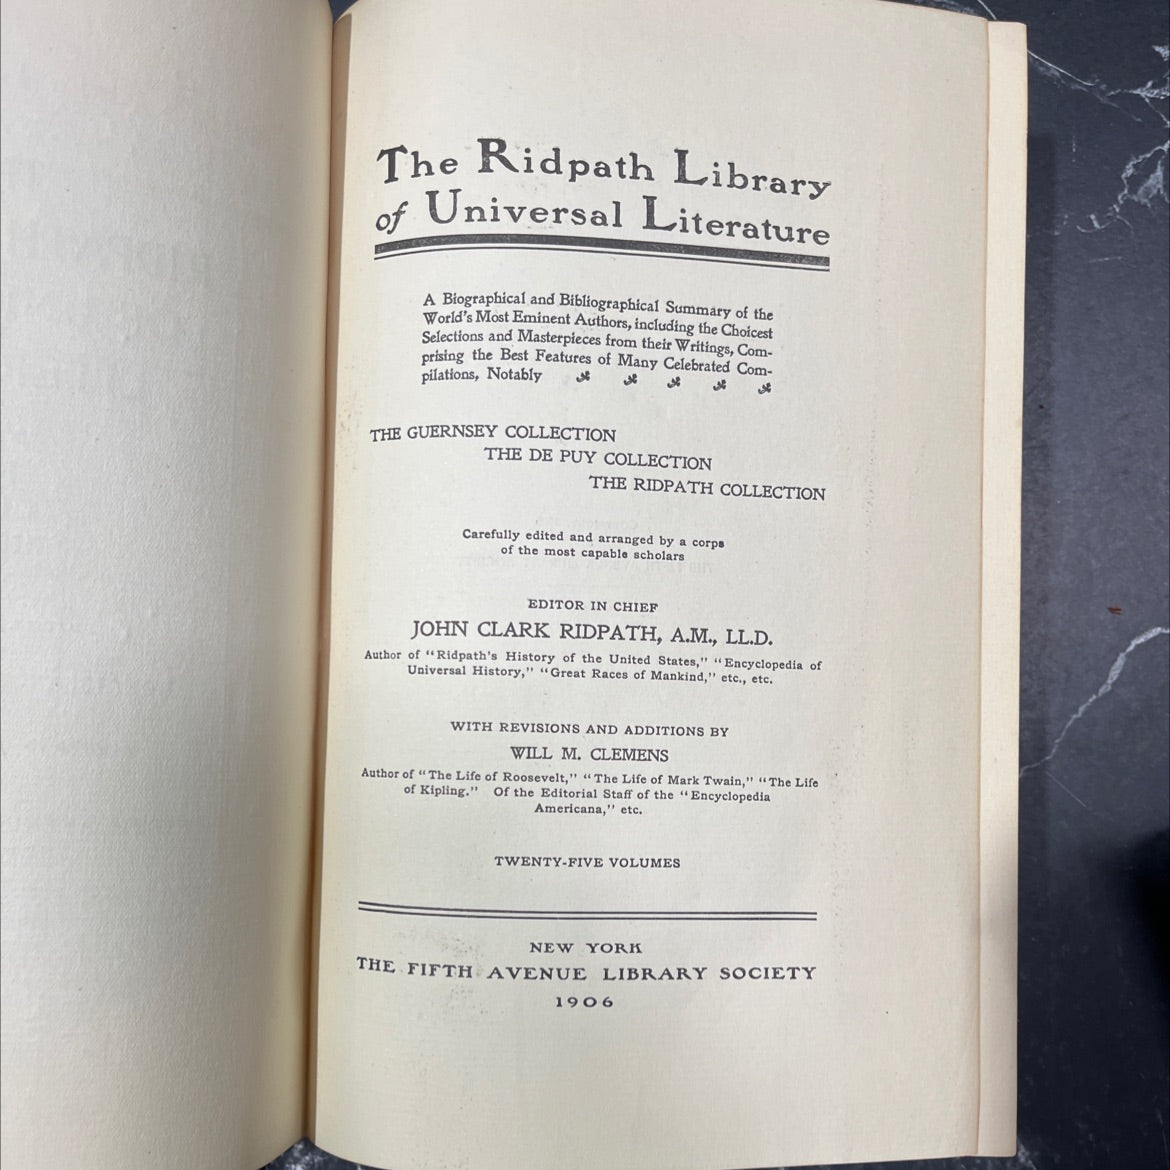 The Ridpath Library
of Universal Literature
A Biographical and Bibliographical Summary of the
World's Most Eminent Authors, including the Choicest
Selections and Masterpieces from their Writings, Com-
prising the Best Features of Many Celebrated Com-
pilations, Notably
THE GUERNSEY COLLECTION
THE DE PUY COLLECTION
THE RIDPATH COLLECTION
Carefully edited and arranged by a corps
of the most capable scholars
EDITOR IN CHIEF
JOHN CLARK RIDPATH, A.M., LL.D.
Author of "Ridpath's History of the United States," "Encyclopedia of
Universal History," "Great Races of Mankind," etc., etc.
WITH REVISIONS AND ADDITIONS BY
WILL M. CLEMENS
Author of "The Life of Roosevelt," "The Life of Mark Twain," "The Life
of Kipling." Of the Editorial Staff of the "Encyclopedia
Americana," etc.
TWENTY-FIVE VOLUMES
NEW YORK
THE FIFTH AVENUE LIBRARY SOCIETY
1906